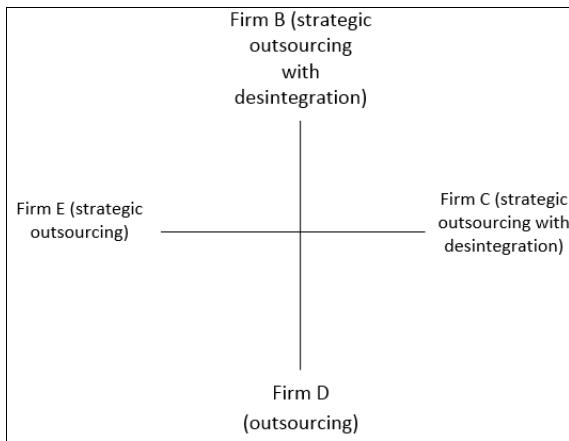 Firm B (strategic
outsourcing
with
desintegration)
Firm E (strategic
outsourcing)
Firm C (strategic
outsourcing with
desintegration)
Firm D
(outsourcing)